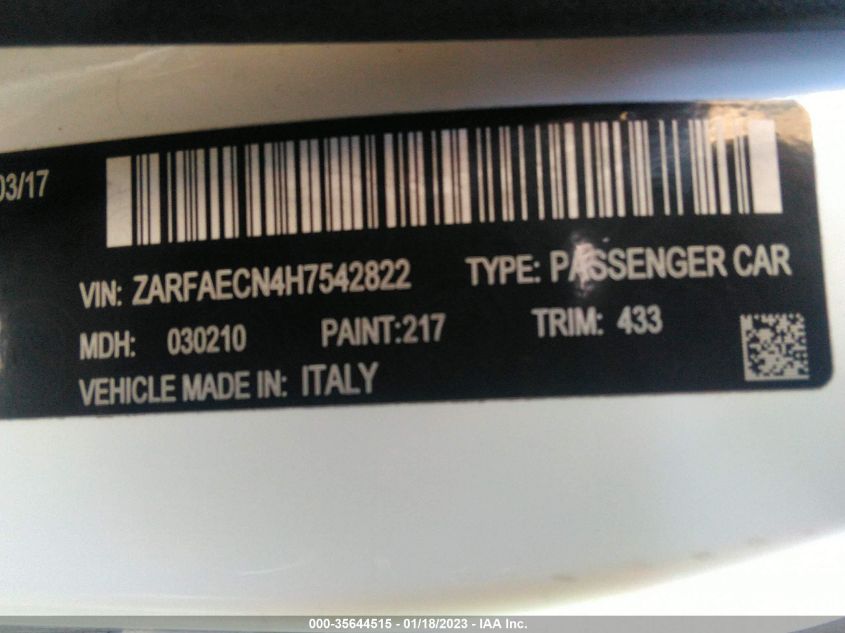 03/17
VIN: ZARFAECN4H7542822 TYPE: PASSENGER CAR
MDH: 030210 PAINT:217 TRIM: 433
VEHICLE MADE IN: ITALY
000-35644515 - 01/18/2023 - IAA Inc.